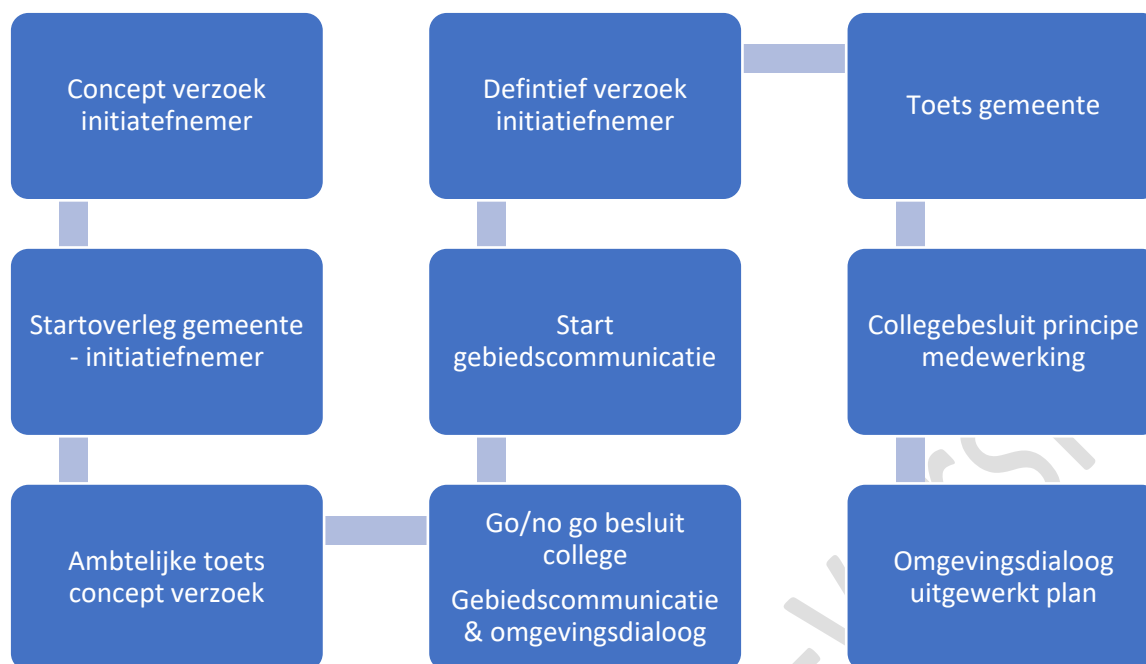 Concept verzoek
initiatefnemer
Startoverleg gemeente
- initiatiefnemer
Ambtelijke toets
concept verzoek
Go/no go besluit
college
Gebiedscommunicatie
& omgevingsdialoog
Start
gebiedscommunicatie
Defintief verzoek
initiatiefnemer
Toets gemeente
Collegebesluit principe
medewerking
Omgevingsdialoog
uitgewerkt plan